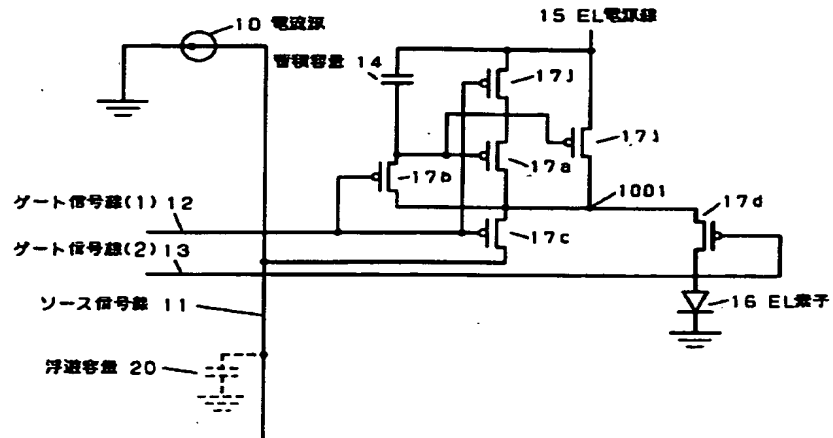 10 電流源
15 EL電源線
蓄積容量 14
17j
17i
17b
17a
1001
17d
ゲート信号線(1) 12
17c
ゲート信号線(2) 13
ソース信号線 11
16 EL素子
浮遊容量 20